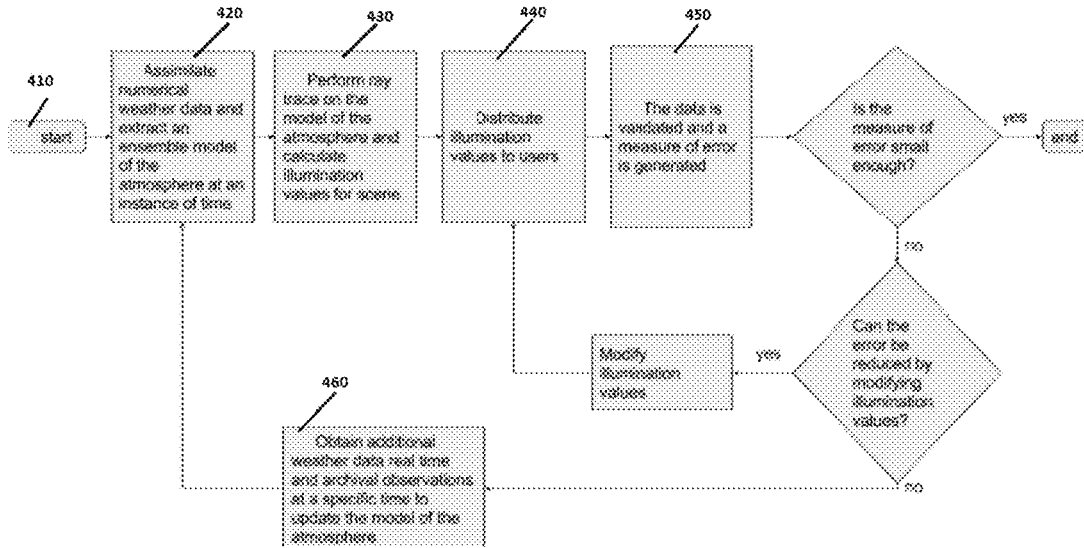 420
430
440
450
410
start
Assimilate
numerical
weather data and
extract an
ensemble model
of the
atmosphere at an
instance of time
Perform ray
trace on the
model of the
atmosphere and
calculate
illumination
values for scene
Distribute
illumination
values to users
The data is
validated and a
measure of error
is generated
Is the
measure of
error small
enough?
yes
end
no
Can the
error be
reduced by
modifying
illumination
values?
yes
Modify
illumination
values
no
460
Obtain additional
weather data real time
and archival observations
at a specific time to
update the model of the
atmosphere